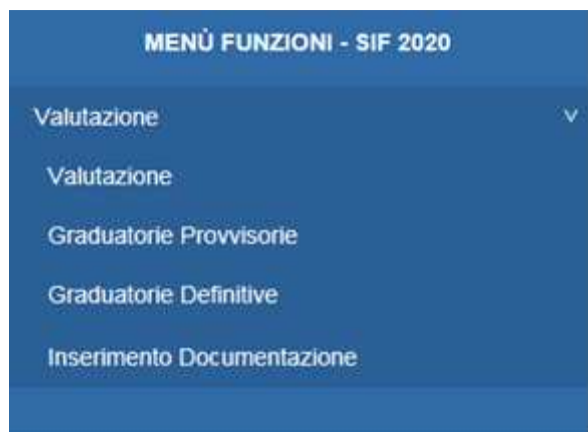 MENÙ FUNZIONI - SIF 2020
Valutazione v
Valutazione
Graduatorie Provvisorie
Graduatorie Definitive
Inserimento Documentazione